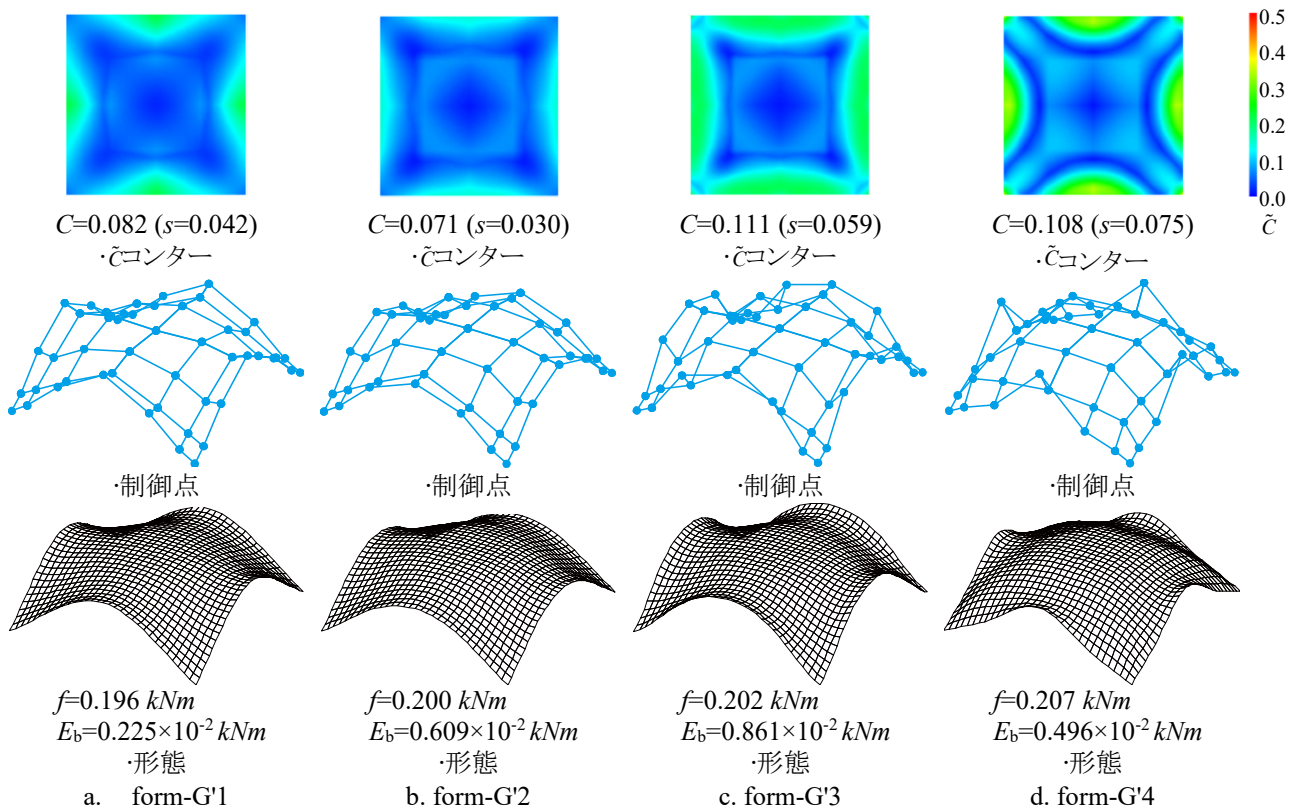 0.5
0.4
0.3
0.2
0.1
0.0
C̃
C=0.082 (s=0.042)
C=0.071 (s=0.030)
C=0.111 (s=0.059)
C=0.108 (s=0.075)
·C̃コンター
·C̃コンター
·C̃コンター
·C̃コンター
·制御点
·制御点
·制御点
·制御点
f=0.196 kNm
f=0.200 kNm
f=0.202 kNm
f=0.207 kNm
E_b=0.225×10⁻² kNm
E_b=0.609×10⁻² kNm
E_b=0.861×10⁻² kNm
E_b=0.496×10⁻² kNm
·形態
·形態
·形態
·形態
a. form-G'1
b. form-G'2
c. form-G'3
d. form-G'4